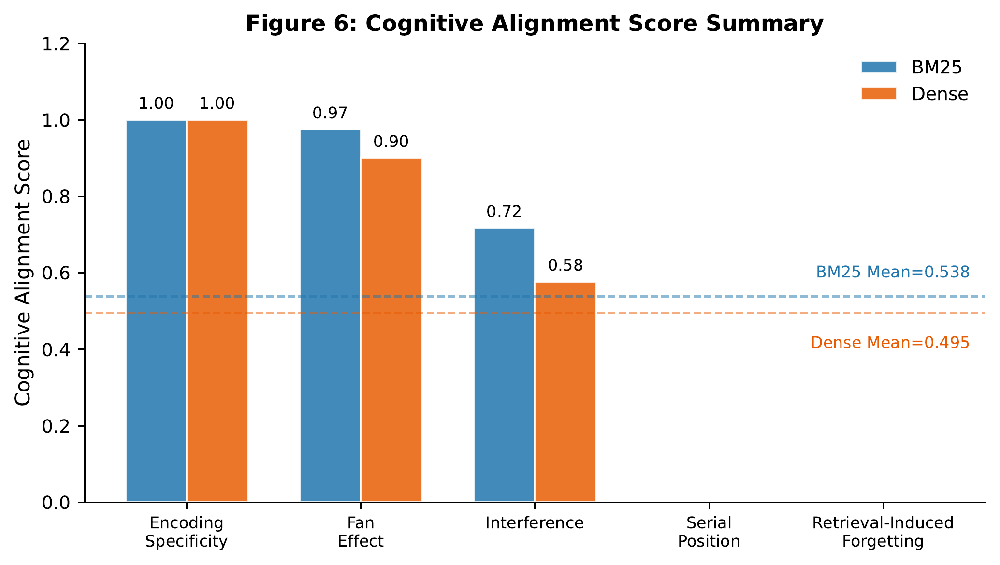 Figure 6: Cognitive Alignment Score Summary
Cognitive Alignment Score
1.2
1.0
0.8
0.6
0.4
0.2
0.0
BM25
Dense
1.00
1.00
0.97
0.90
0.72
0.58
BM25 Mean=0.538
Dense Mean=0.495
Encoding
Specificity
Fan
Effect
Interference
Serial
Position
Retrieval-Induced
Forgetting